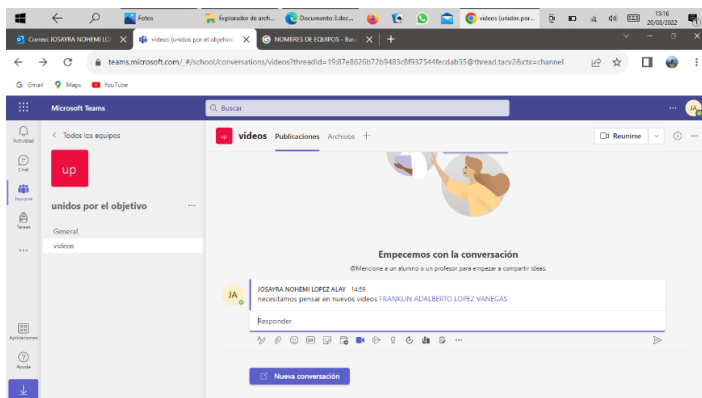 Fotos
Explorador de arch...
Documento 3.doc...
videos (unidos por...
19:16
20/03/2022
Correo: JOSAYRA NOHEMI LO
videos (unidos por el objetivo)
NOMBRES DE EQUIPOS - Bus
teams.microsoft.com/_#/school/conversations/videos?threadId=19:87e8626b72b9483c8f937544fecdab55@thread.tacv2&ctx=channel
Gmail
Maps
YouTube
Microsoft Teams
Buscar
JA
Actividad
Chat
Equipos
Tareas
Aplicaciones
Ayuda
Todos los equipos
up
unidos por el objetivo
General
videos
up
videos
Publicaciones
Archivos
Reunirse
Empecemos con la conversación
@Mencione a un alumno o un profesor para empezar a compartir ideas.
JA
JOSAYRA NOHEMI LOPEZ ALAY 14:59
necesitamos pensar en nuevos videos FRANKLIN ADALBERTO LOPEZ VANEGAS
Responder
Nueva conversación